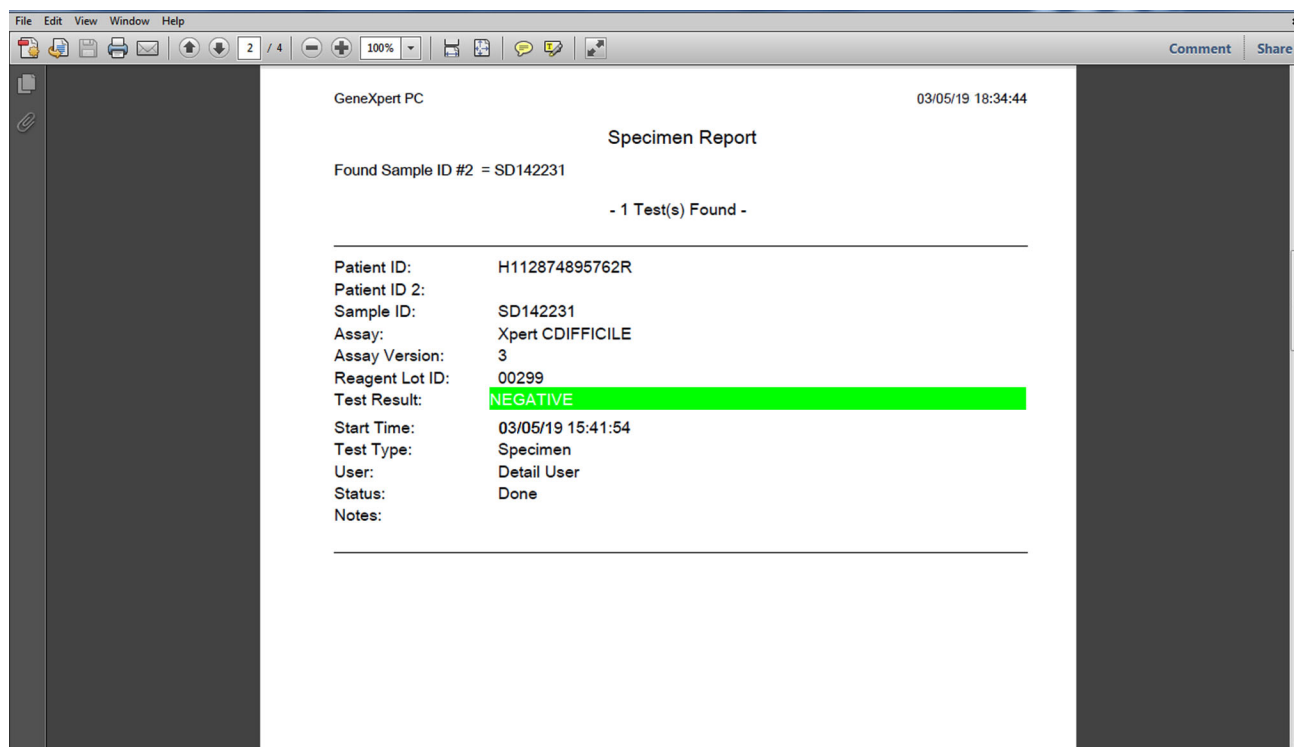 File Edit View Window Help
2 / 4 100% Comment Share
GeneXpert PC 03/05/19 18:34:44
Specimen Report
Found Sample ID #2 = SD142231
- 1 Test(s) Found -
Patient ID: H112874895762R
Patient ID 2:
Sample ID: SD142231
Assay: Xpert CDIFFICILE
Assay Version: 3
Reagent Lot ID: 00299
Test Result: NEGATIVE
Start Time: 03/05/19 15:41:54
Test Type: Specimen
User: Detail User
Status: Done
Notes: